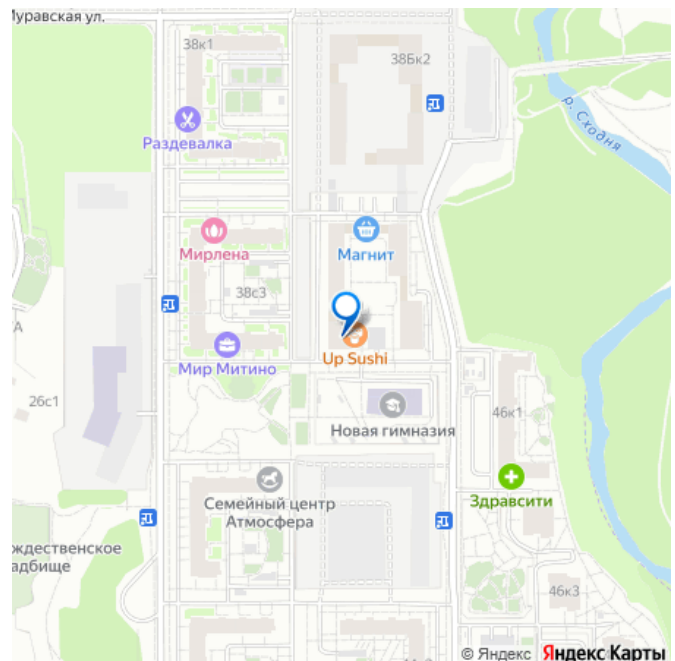 Муравская ул.
38к1
38Бк2
р. Сходня
Раздевалка
Мирлена
Магнит
38с3
А
Up Sushi
Мир Митино
26с1
46к1
Новая гимназия
Здравсити
Семейный центр
Атмосфера
ждественское
адбище
46к3
© Яндекс Яндекс Карты